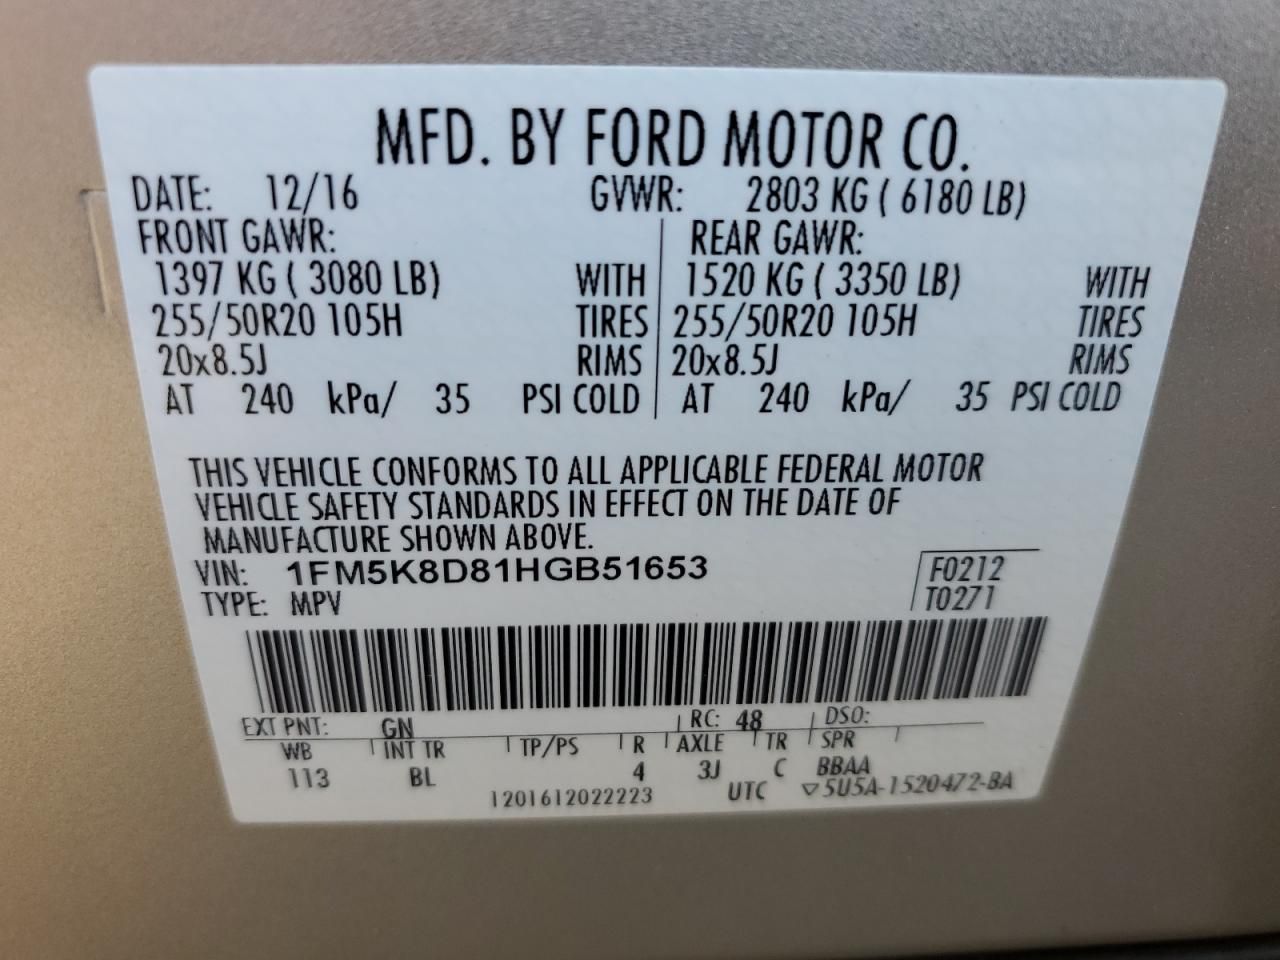 MFD. BY FORD MOTOR CO.
DATE: 12/16 GVWR: 2803 KG ( 6180 LB)
FRONT GAWR: REAR GAWR:
1397 KG ( 3080 LB) WITH 1520 KG ( 3350 LB) WITH
255/50R20 105H TIRES 255/50R20 105H TIRES
20x8.5J RIMS 20x8.5J RIMS
AT 240 kPa/ 35 PSI COLD AT 240 kPa/ 35 PSI COLD
THIS VEHICLE CONFORMS TO ALL APPLICABLE FEDERAL MOTOR
VEHICLE SAFETY STANDARDS IN EFFECT ON THE DATE OF
MANUFACTURE SHOWN ABOVE.
VIN: 1FM5K8D81HGB51653 F0212
TYPE: MPV T0271
EXT PNT: GN RC: 48 DSO:
WB INT TR TP/PS R AXLE TR SPR
113 BL 4 3J C BBAA
1201612022223 UTC ▽5U5A-1520472-BA